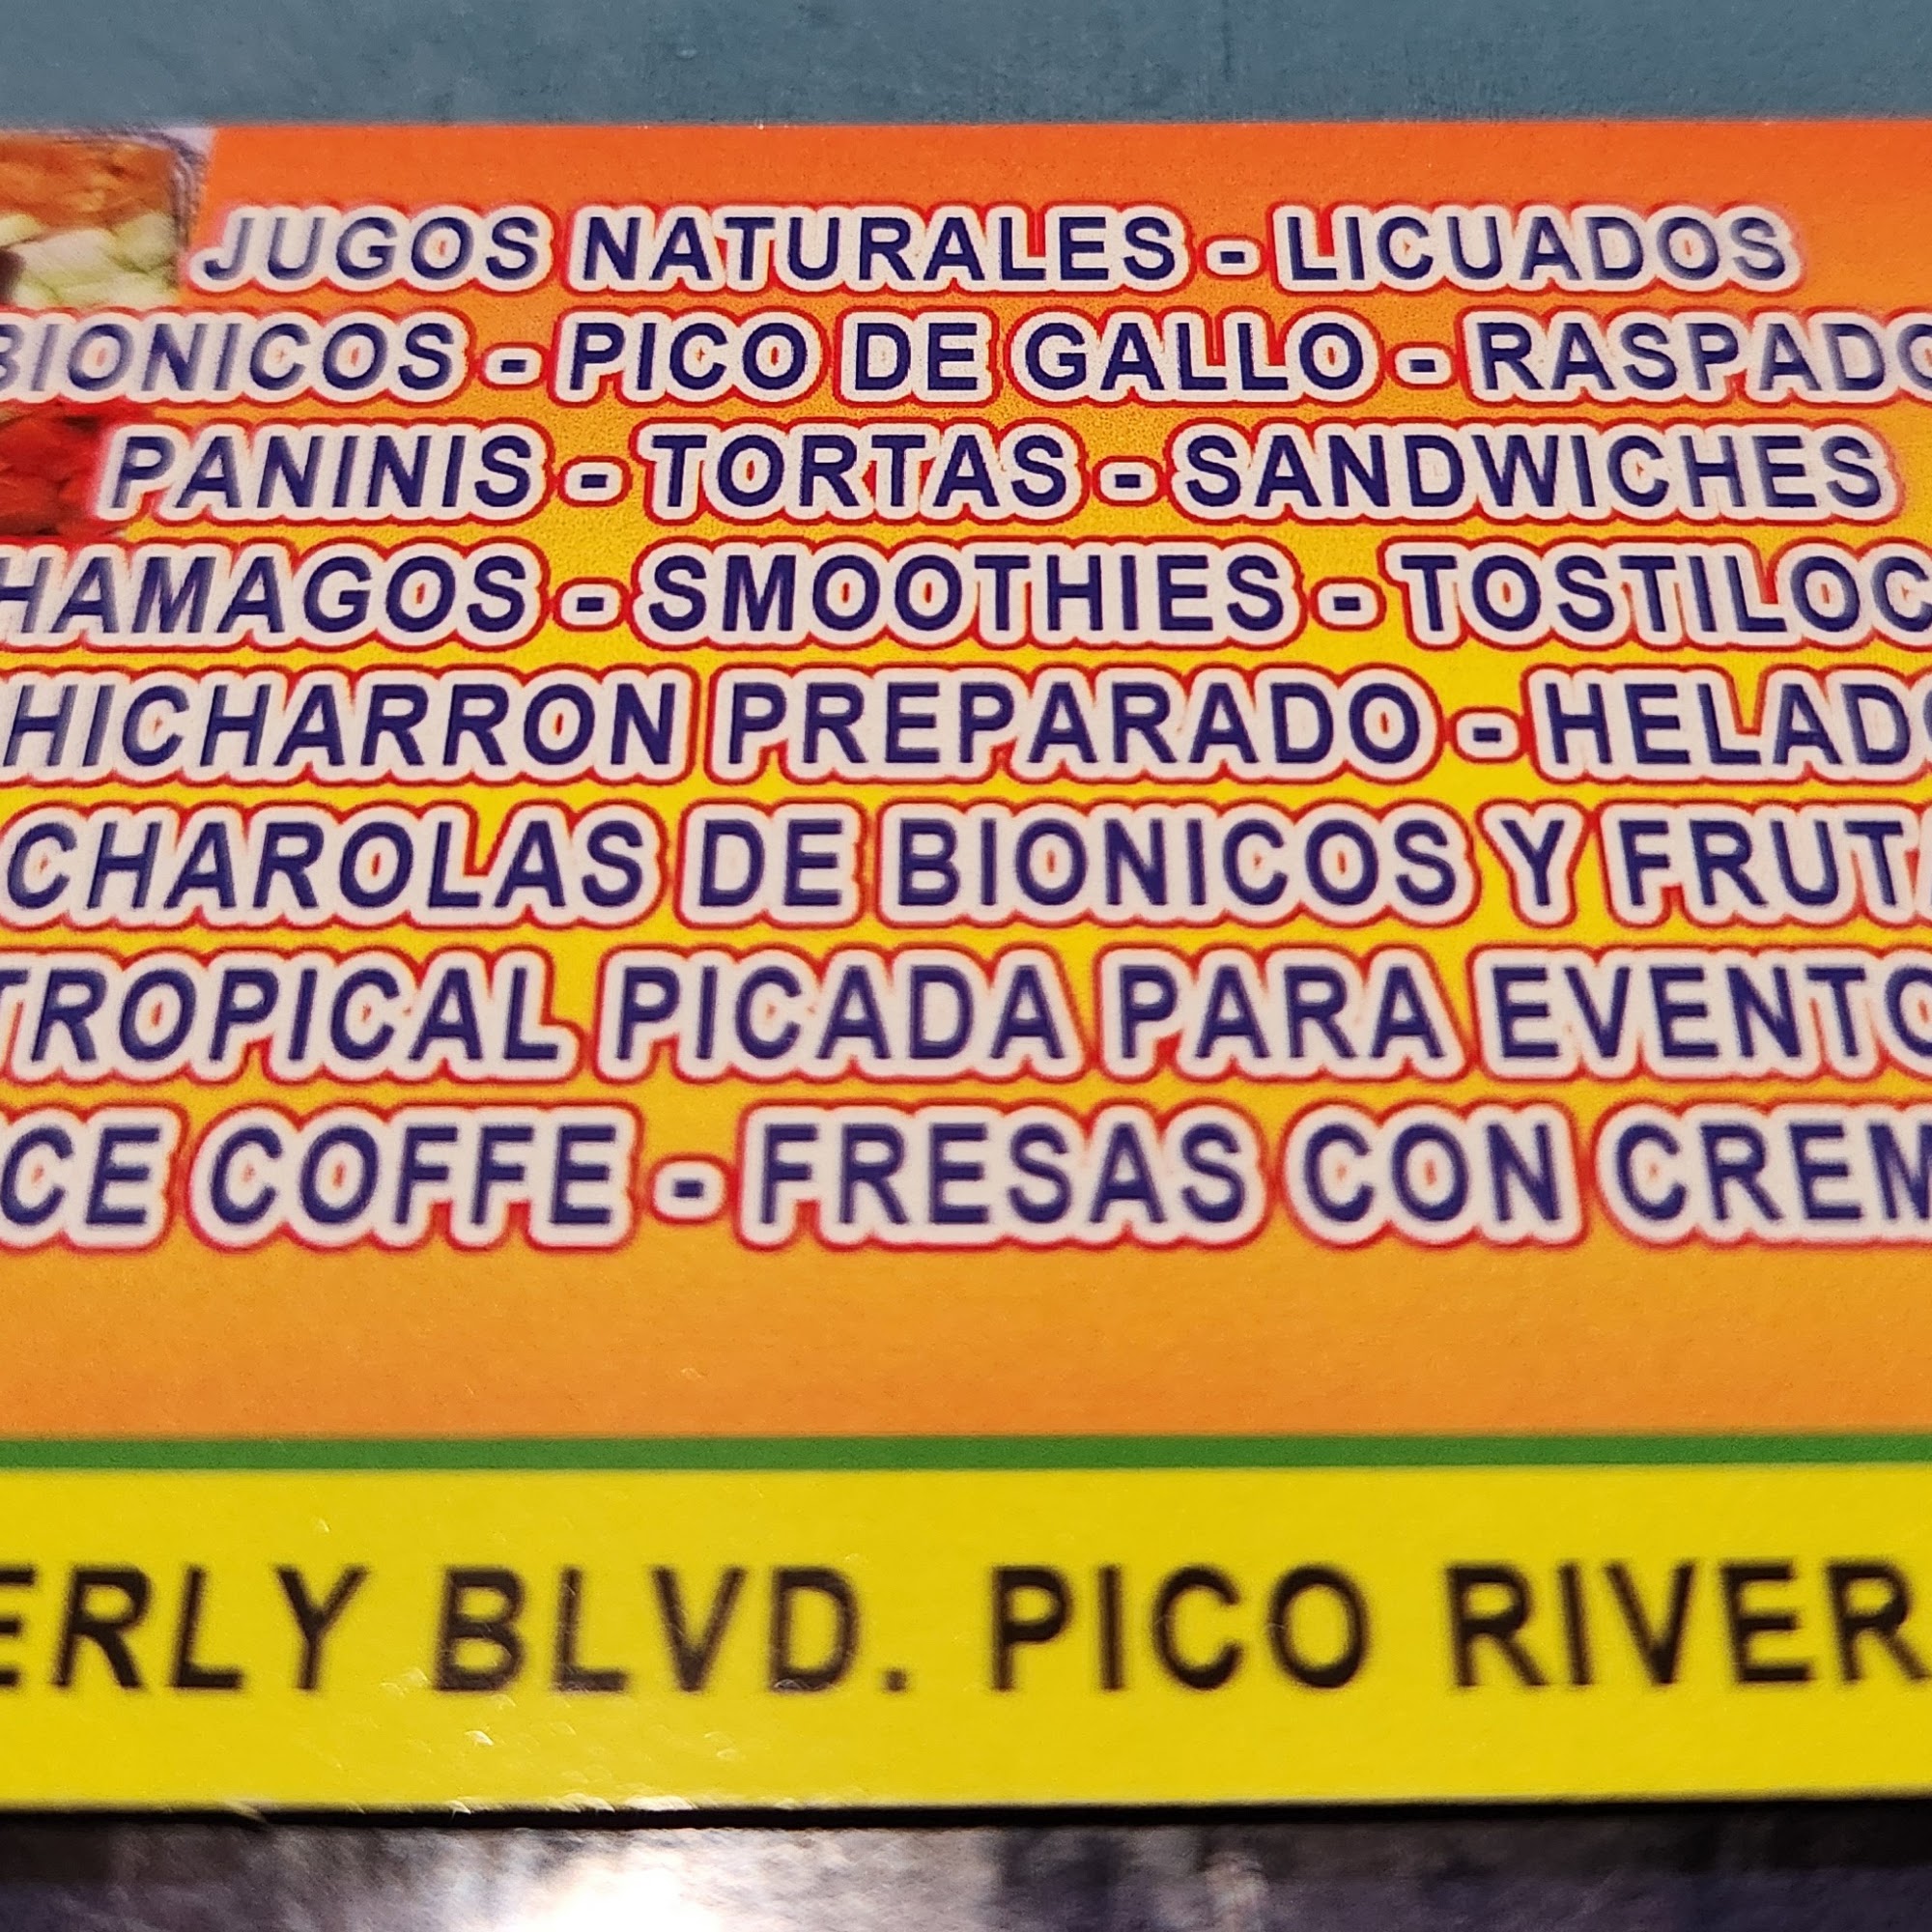 JUGOS NATURALES - LICUADOS
BIONICOS - PICO DE GALLO - RASPADO
PANINIS - TORTAS - SANDWICHES
HAMAGOS - SMOOTHIES - TOSTILOC
HICHARRON PREPARADO - HELADO
CHAROLAS DE BIONICOS Y FRUTA
TROPICAL PICADA PARA EVENTO
CE COFFE - FRESAS CON CREM
ERLY BLVD. PICO RIVER